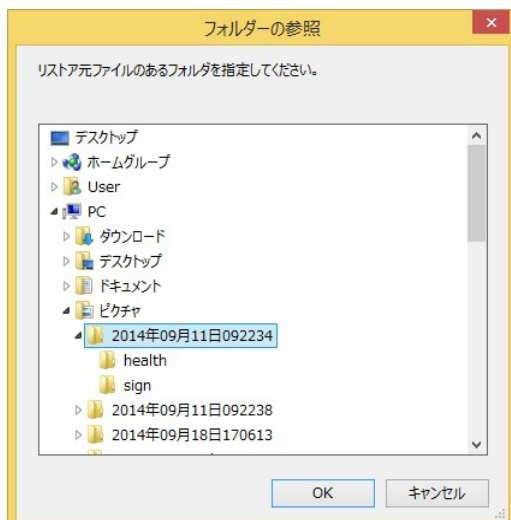 フォルダーの参照
リストア元ファイルのあるフォルダを指定してください。
デスクトップ
ホームグループ
User
PC
ダウンロード
デスクトップ
ドキュメント
ピクチャ
2014年09月11日092234
health
sign
2014年09月11日092238
2014年09月18日170613
OK
キャンセル